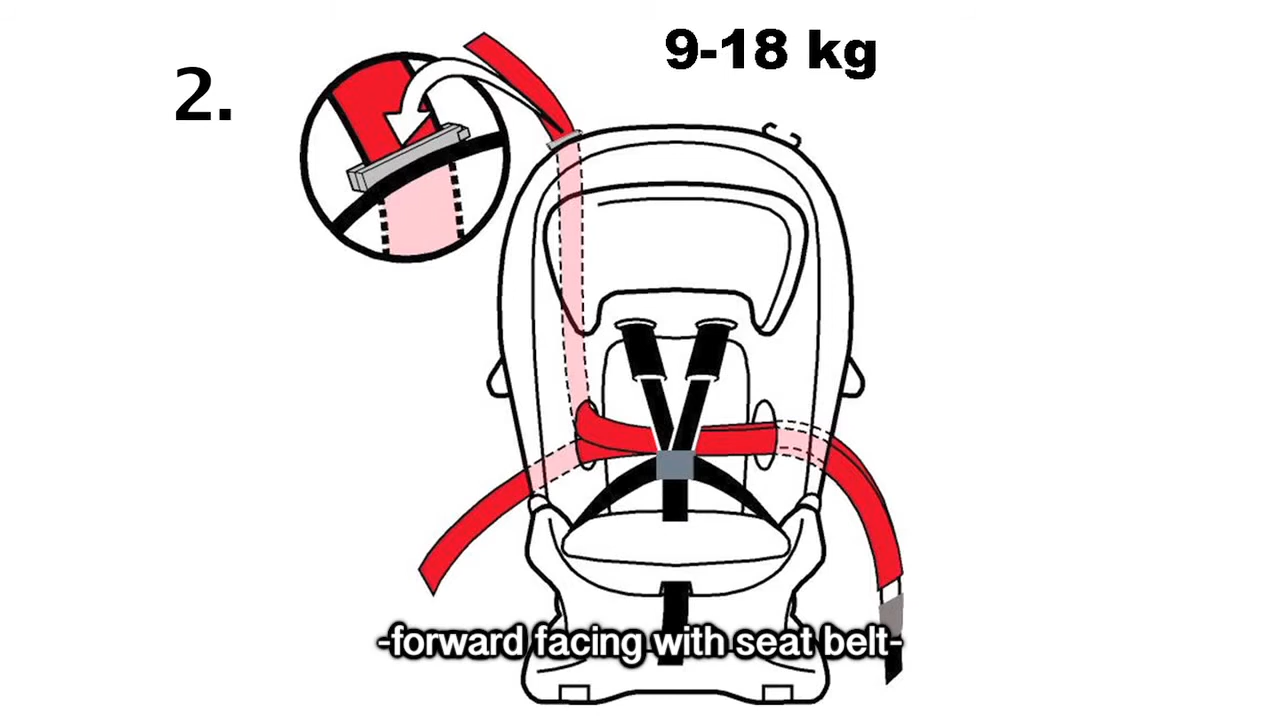 9-18 kg
2.
-forward facing with seat belt-